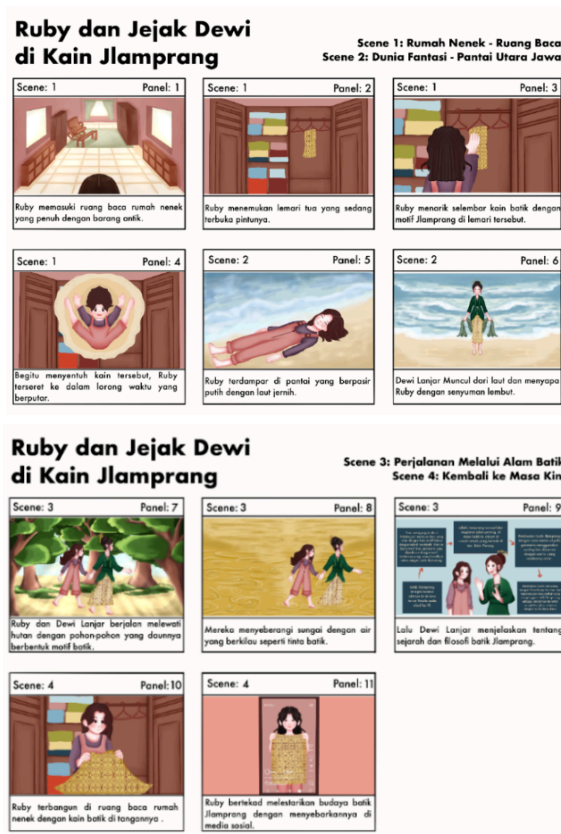 Ruby dan Jejak Dewi
di Kain Jlamprang
Scene 1: Rumah Nenek - Ruang Baca
Scene 2: Dunia Fantasi - Pantai Utara Jawa
Scene: 1 Panel: 1
Ruby memasuki ruang baca rumah nenek
yang penuh dengan barang antik.
Scene: 1 Panel: 2
Ruby menemukan lemari tua yang sedang
terbuka pintunya.
Scene: 1 Panel: 3
Ruby menarik selembar kain batik dengan
motif Jlamprang di lemari tersebut.
Scene: 1 Panel: 4
Begitu menyentuh kain tersebut, Ruby
terseret ke dalam lorong waktu yang
berputar.
Scene: 2 Panel: 5
Ruby terdampar di pantai yang berpasir
putih dengan laut jernih.
Scene: 2 Panel: 6
Dewi Lanjar Muncul dari laut dan menyapa
Ruby dengan senyuman lembut.
Ruby dan Jejak Dewi
di Kain Jlamprang
Scene 3: Perjalanan Melalui Alam Batik
Scene 4: Kembali ke Masa Kin
Scene: 3 Panel: 7
Ruby dan Dewi Lanjar berjalan melewati
hutan dengan pohon-pohon yang daunnya
berbentuk motif batik.
Scene: 3 Panel: 8
Mereka menyeberangi sungai dengan air
yang berkilau seperti tinta batik.
Scene: 3 Panel: 9
Lalu Dewi Lanjar menjelaskan tentang
sejarah dan filosofi batik Jlamprang.
Scene: 4 Panel:10
Ruby terbangun di ruang baca rumah
nenek dengan kain batik di tangannya .
Scene: 4 Panel: 11
Ruby bertekad melestarikan budaya batik
Jlamprang dengan menyebarkannya di
media sosial.